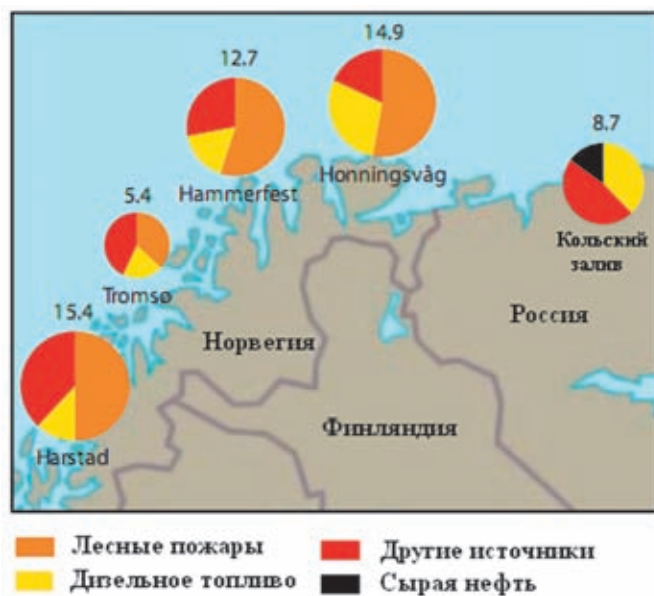 14.9
12.7
8.7
Honningsvåg
Hammerfest
5.4
Кольский
залив
Tromsø
15.4
Россия
Норвегия
Финляндия
Harstad
Лесные пожары
Другие источники
Дизельное топливо
Сырая нефть